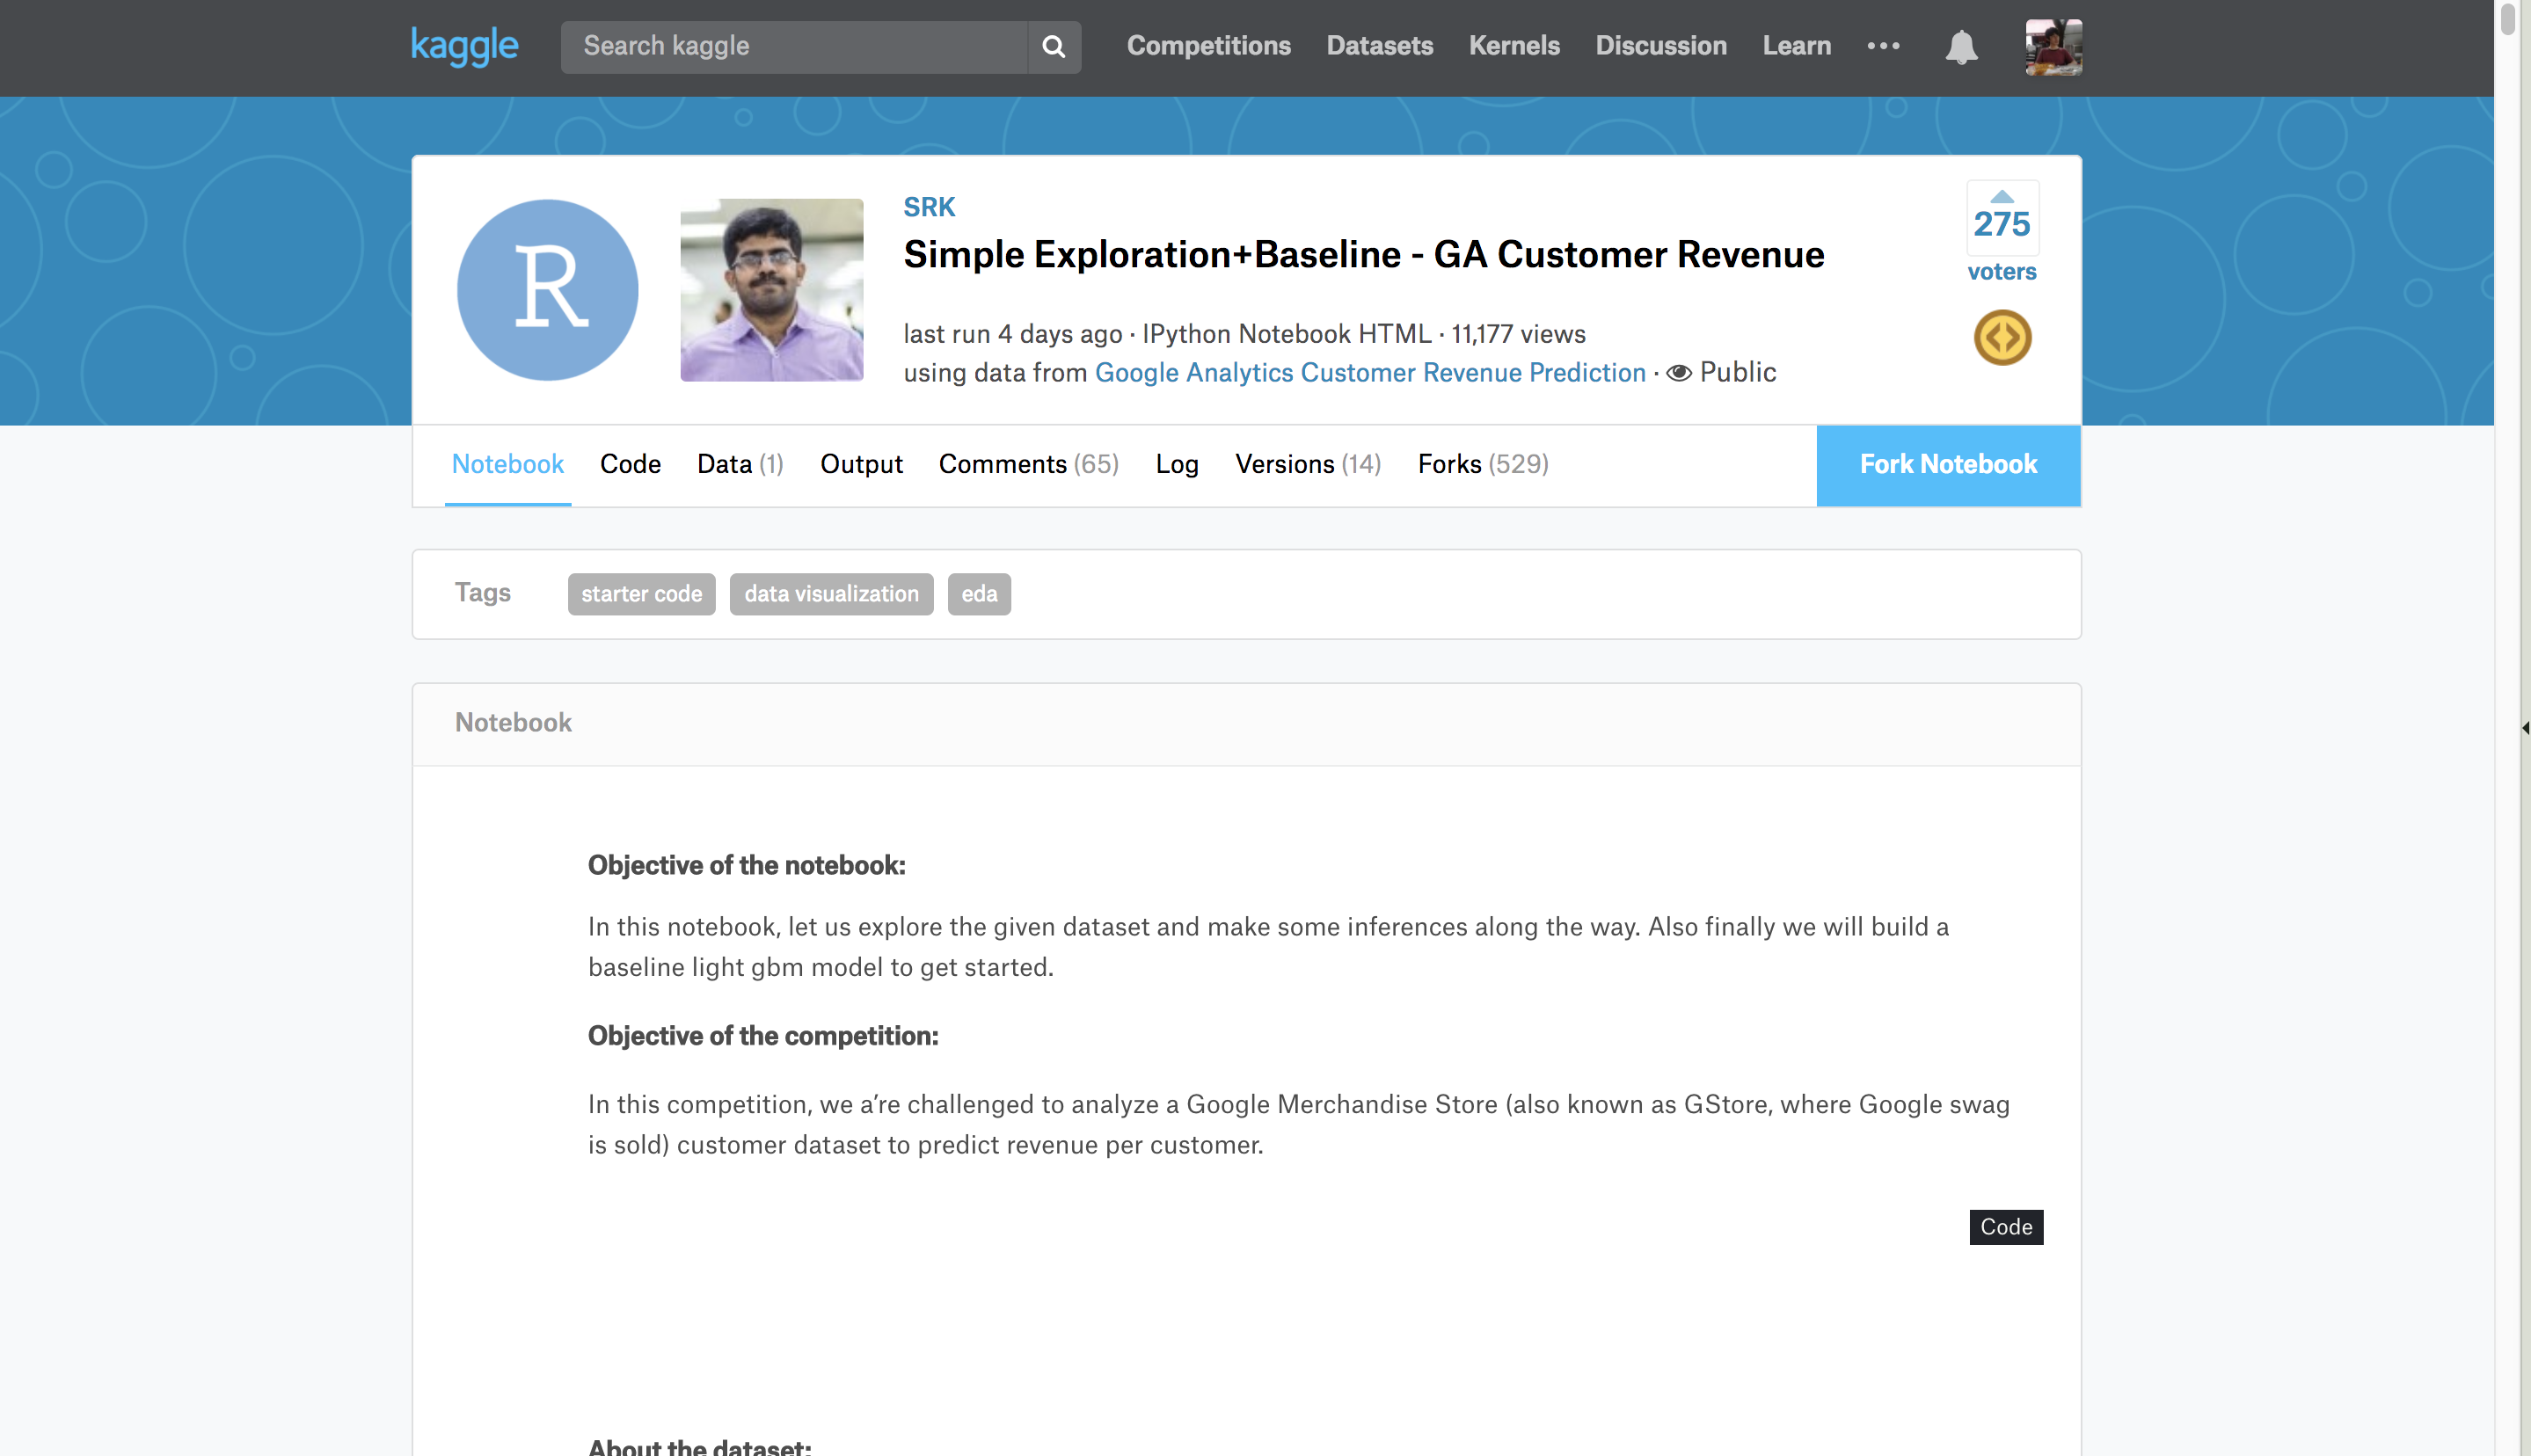 kaggle
Search kaggle
Competitions Datasets Kernels Discussion Learn
R
SRK
Simple Exploration+Baseline - GA Customer Revenue
last run 4 days ago · IPython Notebook HTML · 11,177 views
using data from Google Analytics Customer Revenue Prediction · Public
275
voters
Notebook Code Data (1) Output Comments (65) Log Versions (14) Forks (529) Fork Notebook
Tags starter code data visualization eda
Notebook
Objective of the notebook:
In this notebook, let us explore the given dataset and make some inferences along the way. Also finally we will build a
baseline light gbm model to get started.
Objective of the competition:
In this competition, we a’re challenged to analyze a Google Merchandise Store (also known as GStore, where Google swag
is sold) customer dataset to predict revenue per customer.
Code
About the dataset: